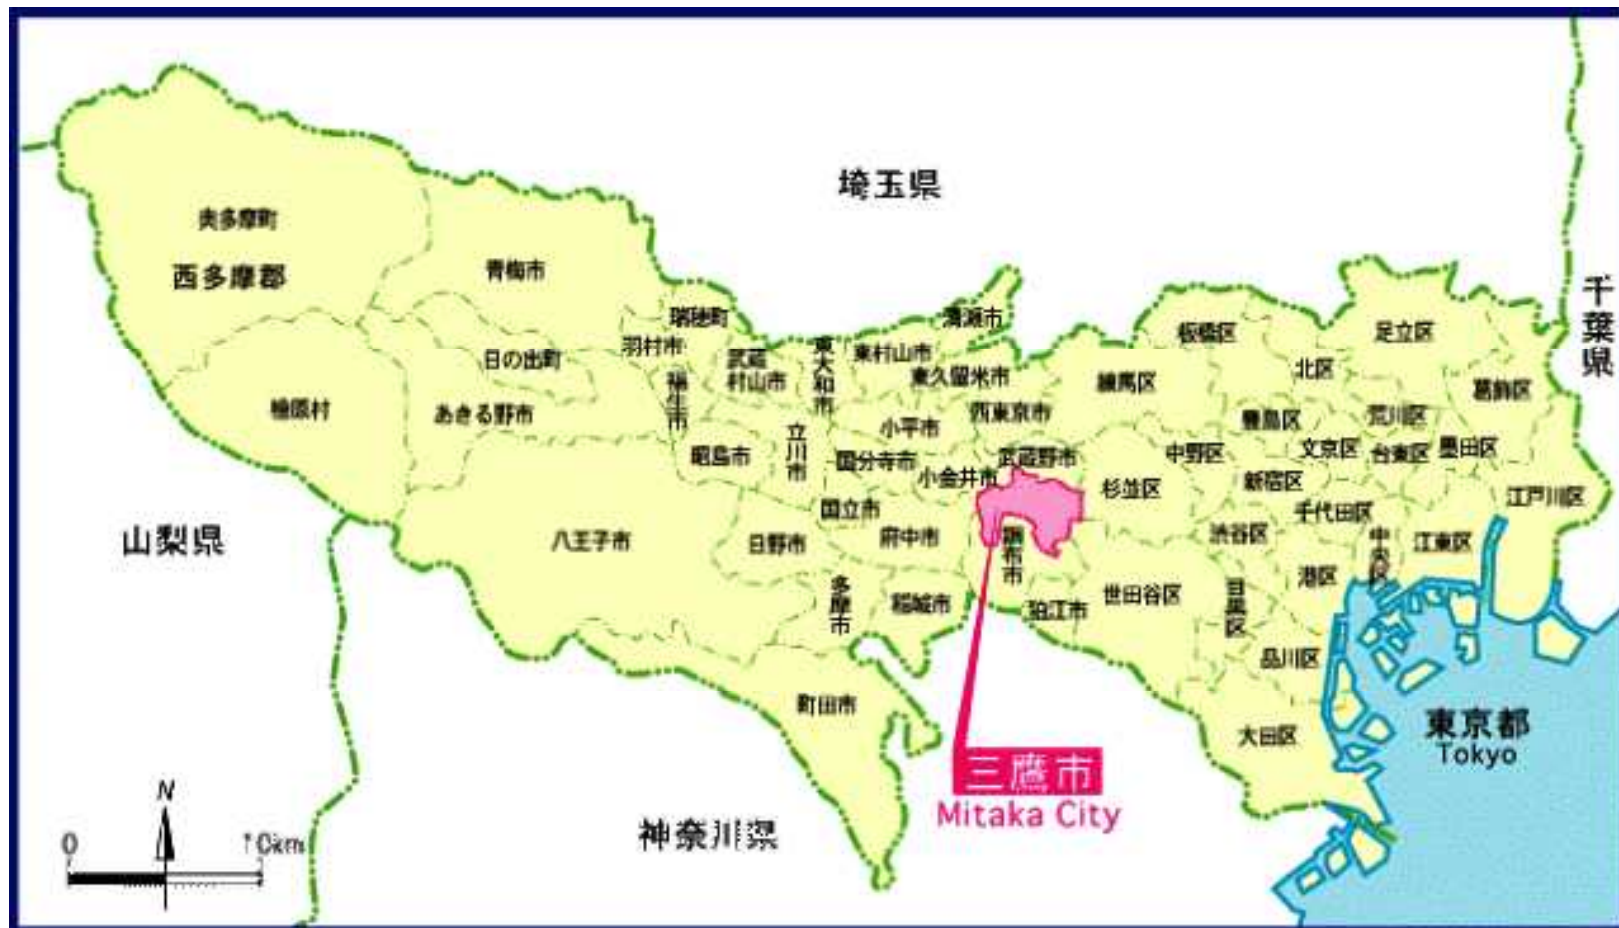 埼玉県
千葉県
奥多摩町
西多摩郡
青梅市
瑞穂町
清瀬市
板橋区
足立区
羽村市
日の出町
武蔵
村山市
東大和市
東村山市
東久留米市
練馬区
北区
葛飾区
檜原村
あきる野市
福生市
小平市
西東京市
豊島区
荒川区
昭島市
立川市
国分寺市
小金井市
武蔵野市
杉並区
中野区
文京区
台東区
墨田区
新宿区
江戸川区
国立市
千代田区
山梨県
八王子市
日野市
府中市
調布市
渋谷区
中央区
江東区
港区
多摩市
稲城市
狛江市
世田谷区
目黒区
品川区
町田市
大田区
東京都
Tokyo
三鷹市
Mitaka City
神奈川県
N
0
10km